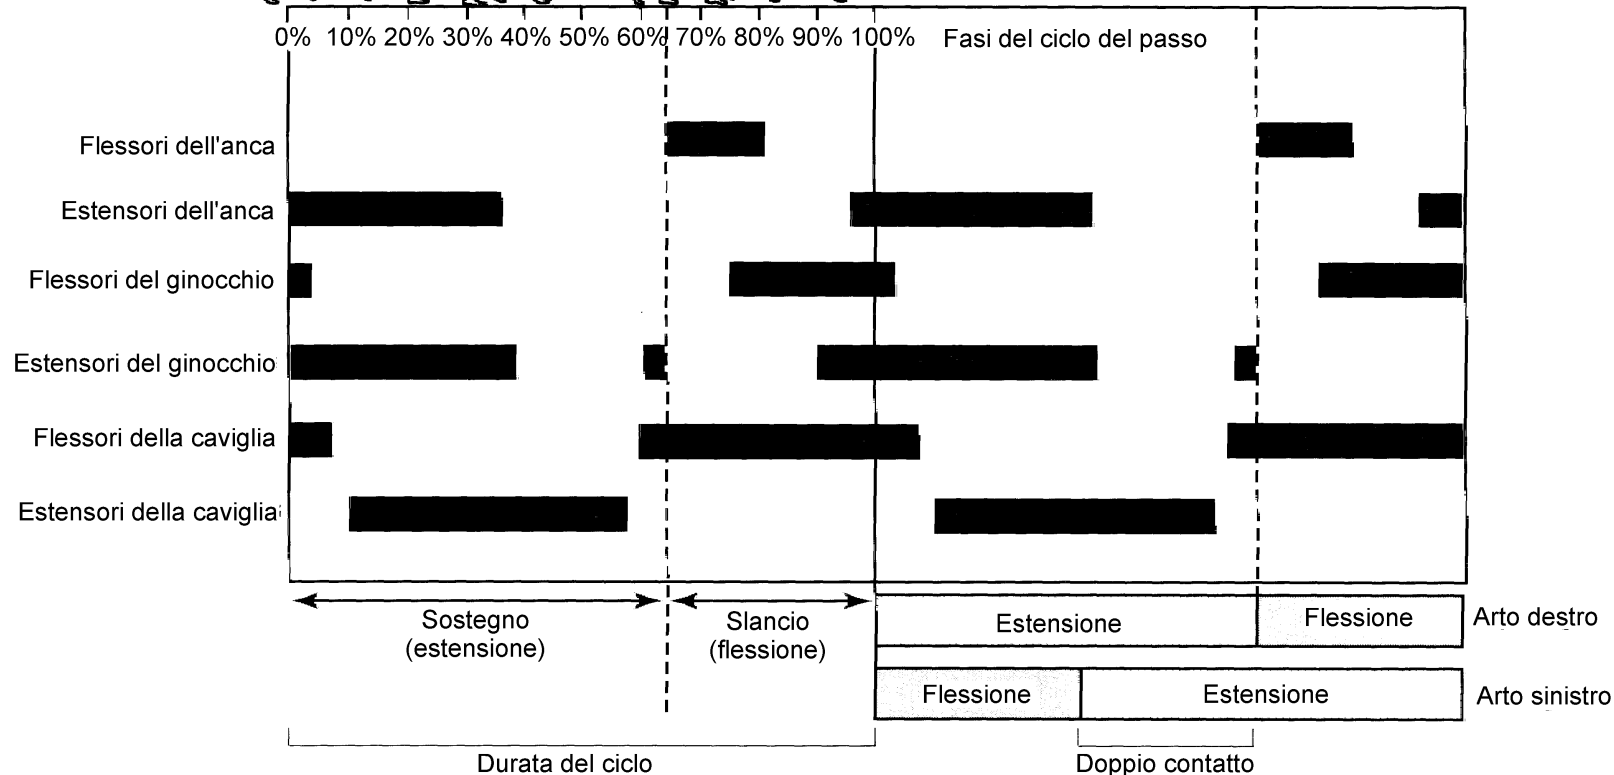 0% 10% 20% 30% 40% 50% 60% 70% 80% 90% 100% Fasi del ciclo del passo
Flessori dell'anca
Estensori dell'anca
Flessori del ginocchio
Estensori del ginocchio
Flessori della caviglia
Estensori della caviglia
Sostegno
(estensione)
Slancio
(flessione)
Estensione
Flessione
Arto destro
Flessione
Estensione
Arto sinistro
Durata del ciclo
Doppio contatto